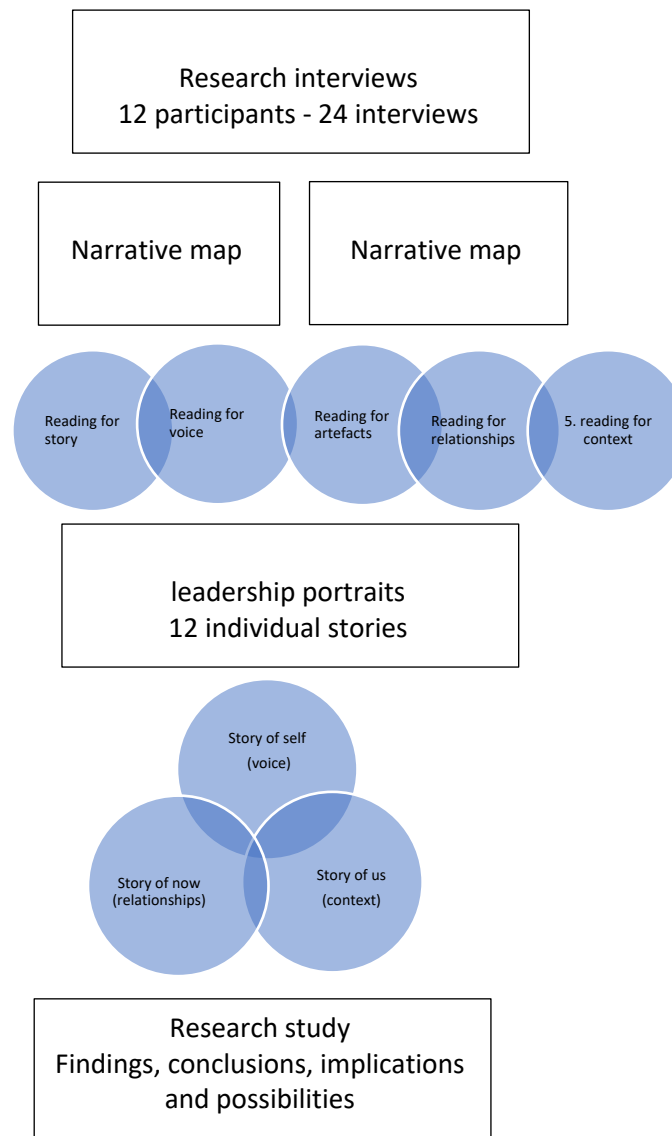 Research interviews
12 participants - 24 interviews
Narrative map
Narrative map
Reading for
story
Reading for
voice
Reading for
artefacts
Reading for
relationships
5. reading for
context
leadership portraits
12 individual stories
Story of self
(voice)
Story of now
(relationships)
Story of us
(context)
Research study
Findings, conclusions, implications
and possibilities